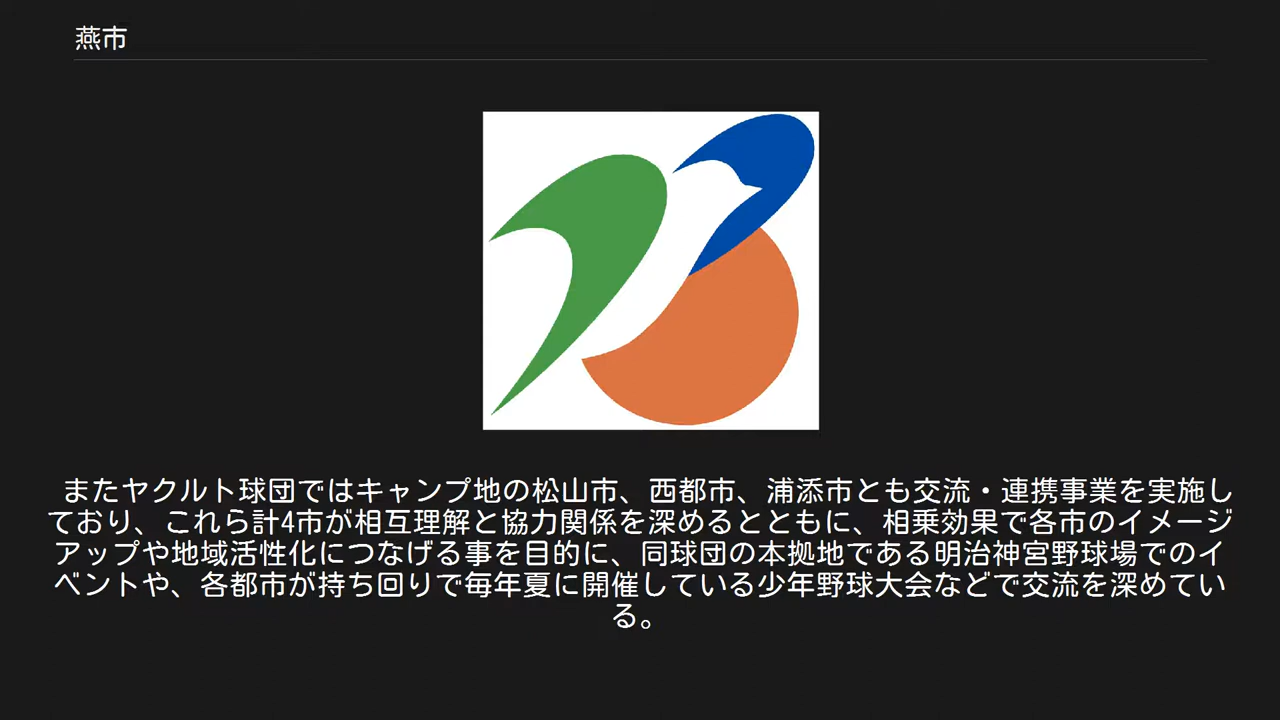 燕市
またヤクルト球団ではキャンプ地の松山市、西都市、浦添市とも交流・連携事業を実施し
ており、これら計4市が相互理解と協力関係を深めるとともに、相乗効果で各市のイメージ
アップや地域活性化につなげる事を目的に、同球団の本拠地である明治神宮野球場でのイ
ベントや、各都市が持ち回りで毎年夏に開催している少年野球大会などで交流を深めてい
る。